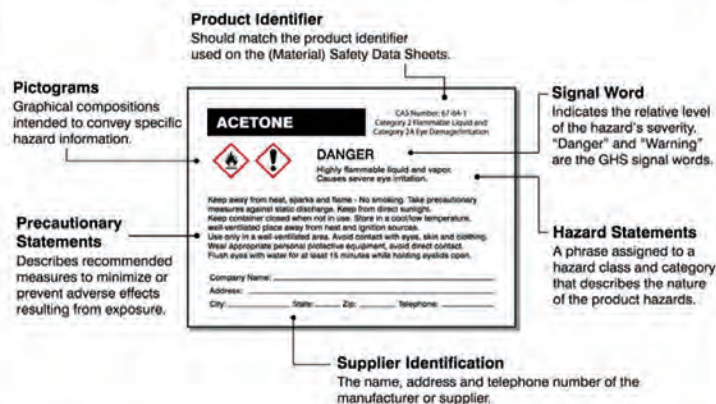 Product Identifier
Should match the product identifier
used on the (Material) Safety Data Sheets.
Pictograms
Graphical compositions
intended to convey specific
hazard information.
Signal Word
Indicates the relative level
of the hazard's severity.
"Danger" and "Warning"
are the GHS signal words.
ACETONE
CAS Number: 67-64-1
Category 2 Flammable Liquid and
Category 2A Eye Damage/Irritation
DANGER
Highly flammable liquid and vapor.
Causes severe eye irritation.
Keep away from heat, sparks and flame - No smoking. Take precautionary
measures against static discharge. Keep from direct sunlight.
Keep container closed when not in use. Store in a cool/low temperature,
well-ventilated place away from heat and ignition sources.
Use only in a well-ventilated area. Avoid contact with eyes, skin and clothing.
Wear appropriate personal protective equipment, avoid direct contact.
Flush eyes with water for at least 15 minutes while holding eyelids open.
Company Name:
Address:
City: State: Zip: Telephone:
Precautionary
Statements
Describes recommended
measures to minimize or
prevent adverse effects
resulting from exposure.
Hazard Statements
A phrase assigned to a
hazard class and category
that describes the nature
of the product hazards.
Supplier Identification
The name, address and telephone number of the
manufacturer or supplier.